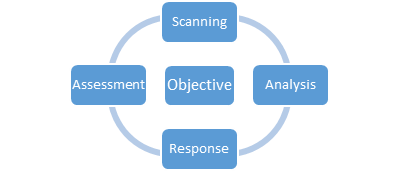 Scanning
Assessment
Objective
Analysis
Response